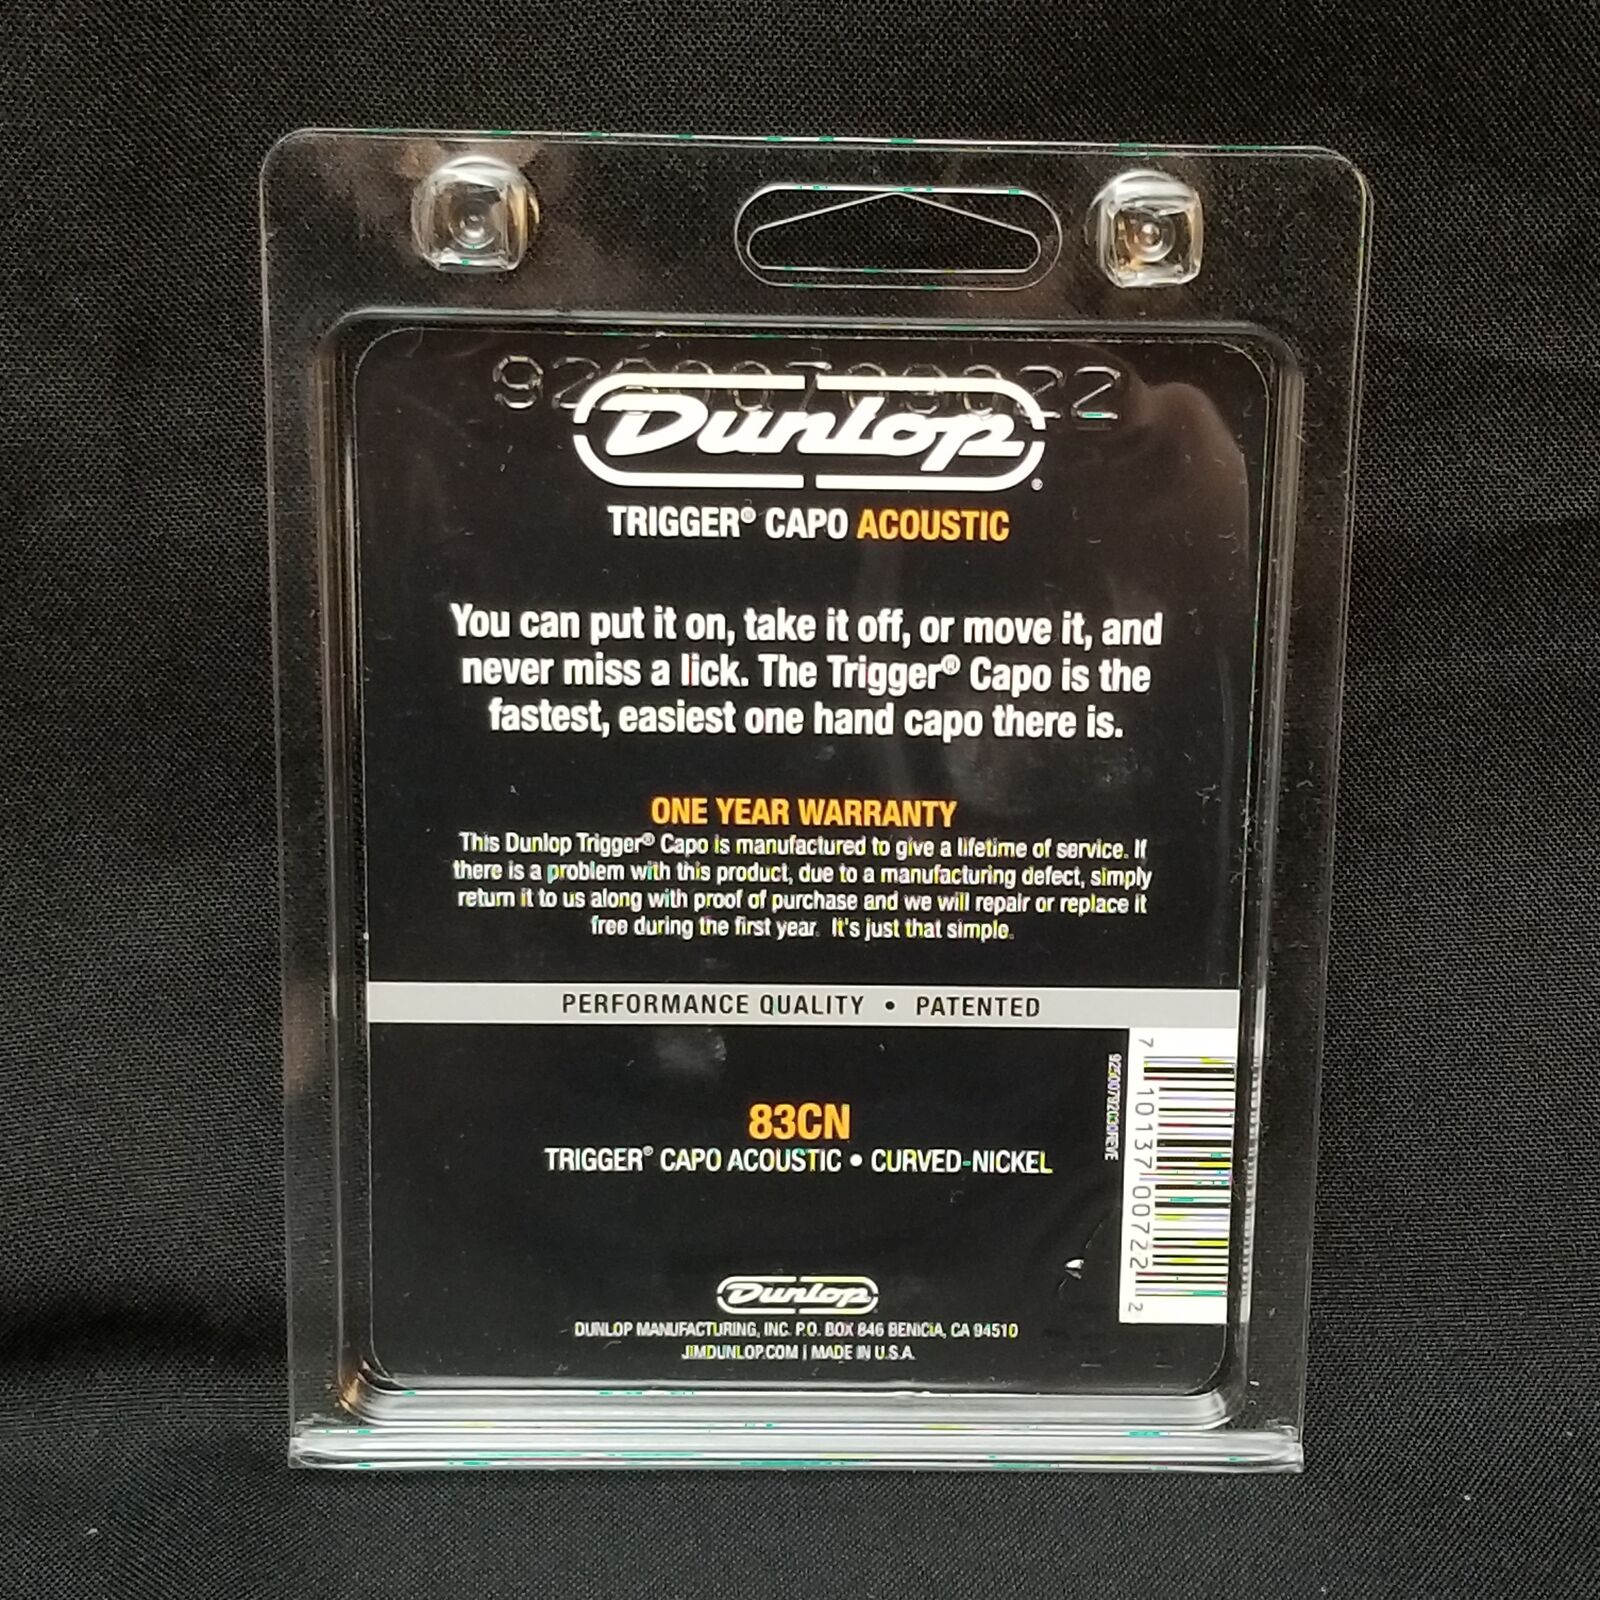 Dunlop®
TRIGGER® CAPO ACOUSTIC
You can put it on, take it off, or move it, and
never miss a lick. The Trigger® Capo is the
fastest, easiest one hand capo there is.
ONE YEAR WARRANTY
This Dunlop Trigger® Capo is manufactured to give a lifetime of service. If
there is a problem with this product, due to a manufacturing defect, simply
return it to us along with proof of purchase and we will repair or replace it
free during the first year. It's just that simple.
PERFORMANCE QUALITY • PATENTED
83CN
TRIGGER® CAPO ACOUSTIC • CURVED-NICKEL
7 10137 00722 2
Dunlop
DUNLOP MANUFACTURING, INC. P.O. BOX 846 BENICIA, CA 94510
JIMDUNLOP.COM | MADE IN U.S.A.